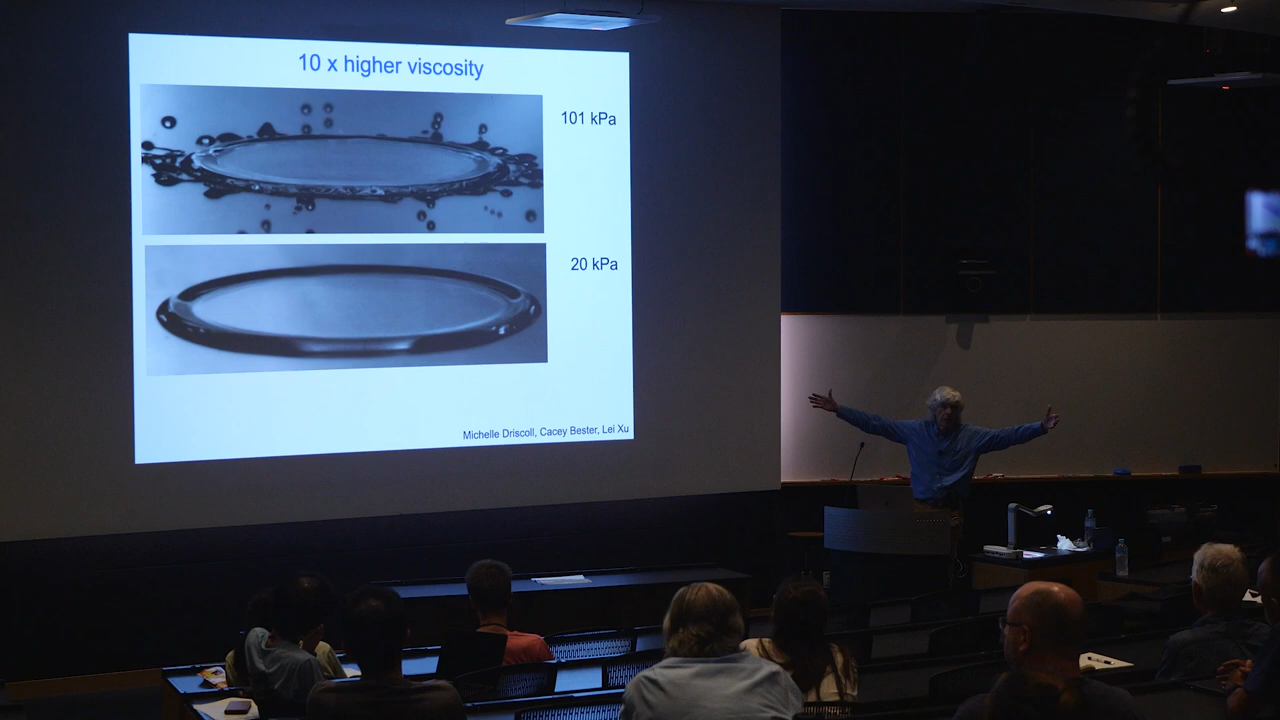 10 x higher viscosity
101 kPa
20 kPa
Michelle Driscoll, Cacey Bester, Lei Xu